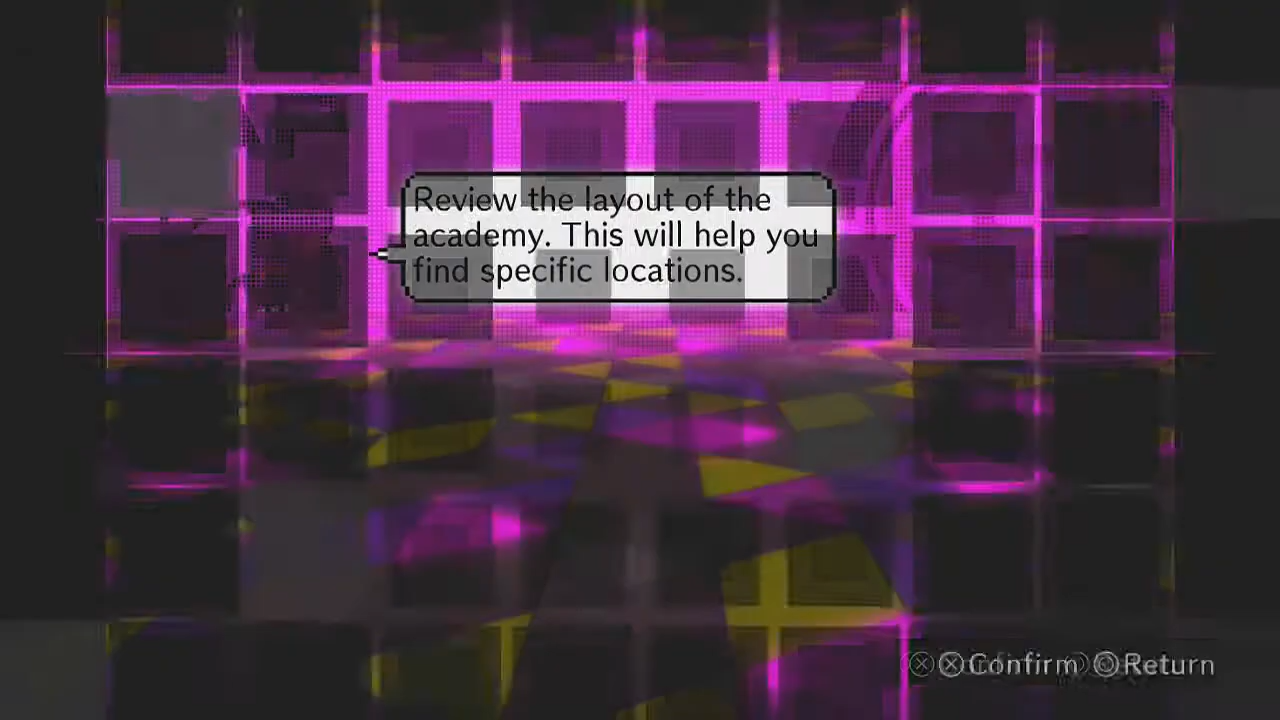 Review the layout of the
academy. This will help you
find specific locations.
Confirm Return